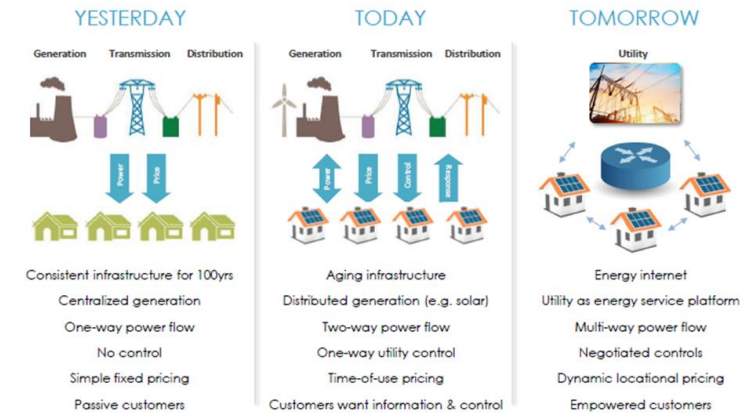 YESTERDAY
Generation Transmission Distribution
Power
Price
Consistent infrastructure for 100yrs
Centralized generation
One-way power flow
No control
Simple fixed pricing
Passive customers
TODAY
Generation Transmission Distribution
Power
Price
Control
Response
Aging infrastructure
Distributed generation (e.g. solar)
Two-way power flow
One-way utility control
Time-of-use pricing
Customers want information & control
TOMORROW
Utility
Energy internet
Utility as energy service platform
Multi-way power flow
Negotiated controls
Dynamic locational pricing
Empowered customers